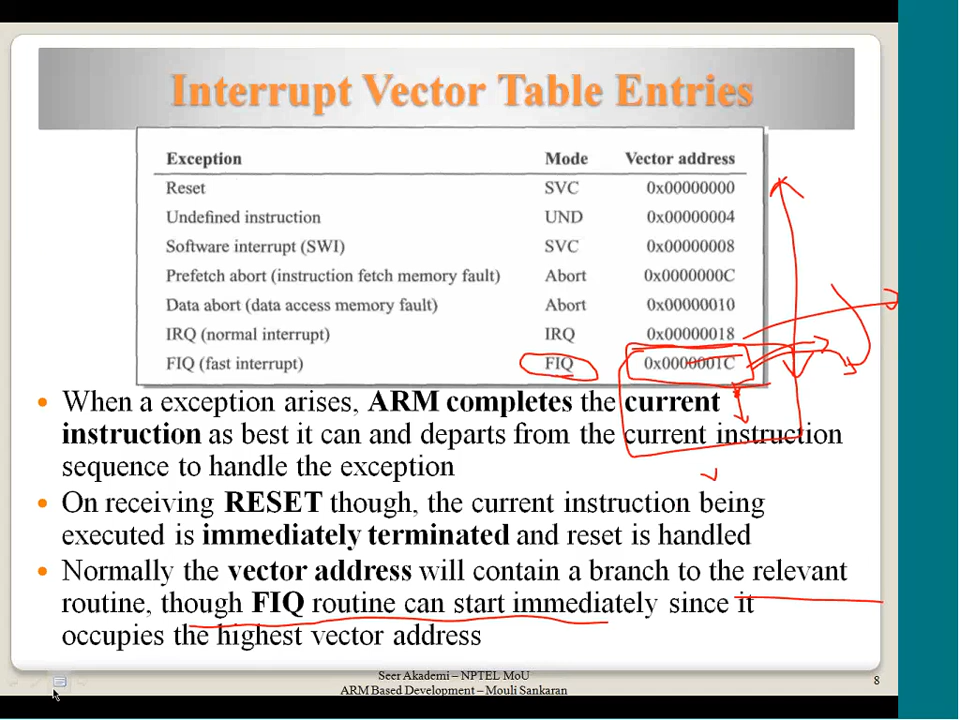 Interrupt Vector Table Entries
Exception Mode Vector address
Reset SVC 0x00000000
Undefined instruction UND 0x00000004
Software interrupt (SWI) SVC 0x00000008
Prefetch abort (instruction fetch memory fault) Abort 0x0000000C
Data abort (data access memory fault) Abort 0x00000010
IRQ (normal interrupt) IRQ 0x00000018
FIQ (fast interrupt) FIQ 0x0000001C
• When a exception arises, ARM completes the current
instruction as best it can and departs from the current instruction
sequence to handle the exception
• On receiving RESET though, the current instruction being
executed is immediately terminated and reset is handled
• Normally the vector address will contain a branch to the relevant
routine, though FIQ routine can start immediately since it
occupies the highest vector address
Seer Akademi – NPTEL MoU
ARM Based Development – Mouli Sankaran
8